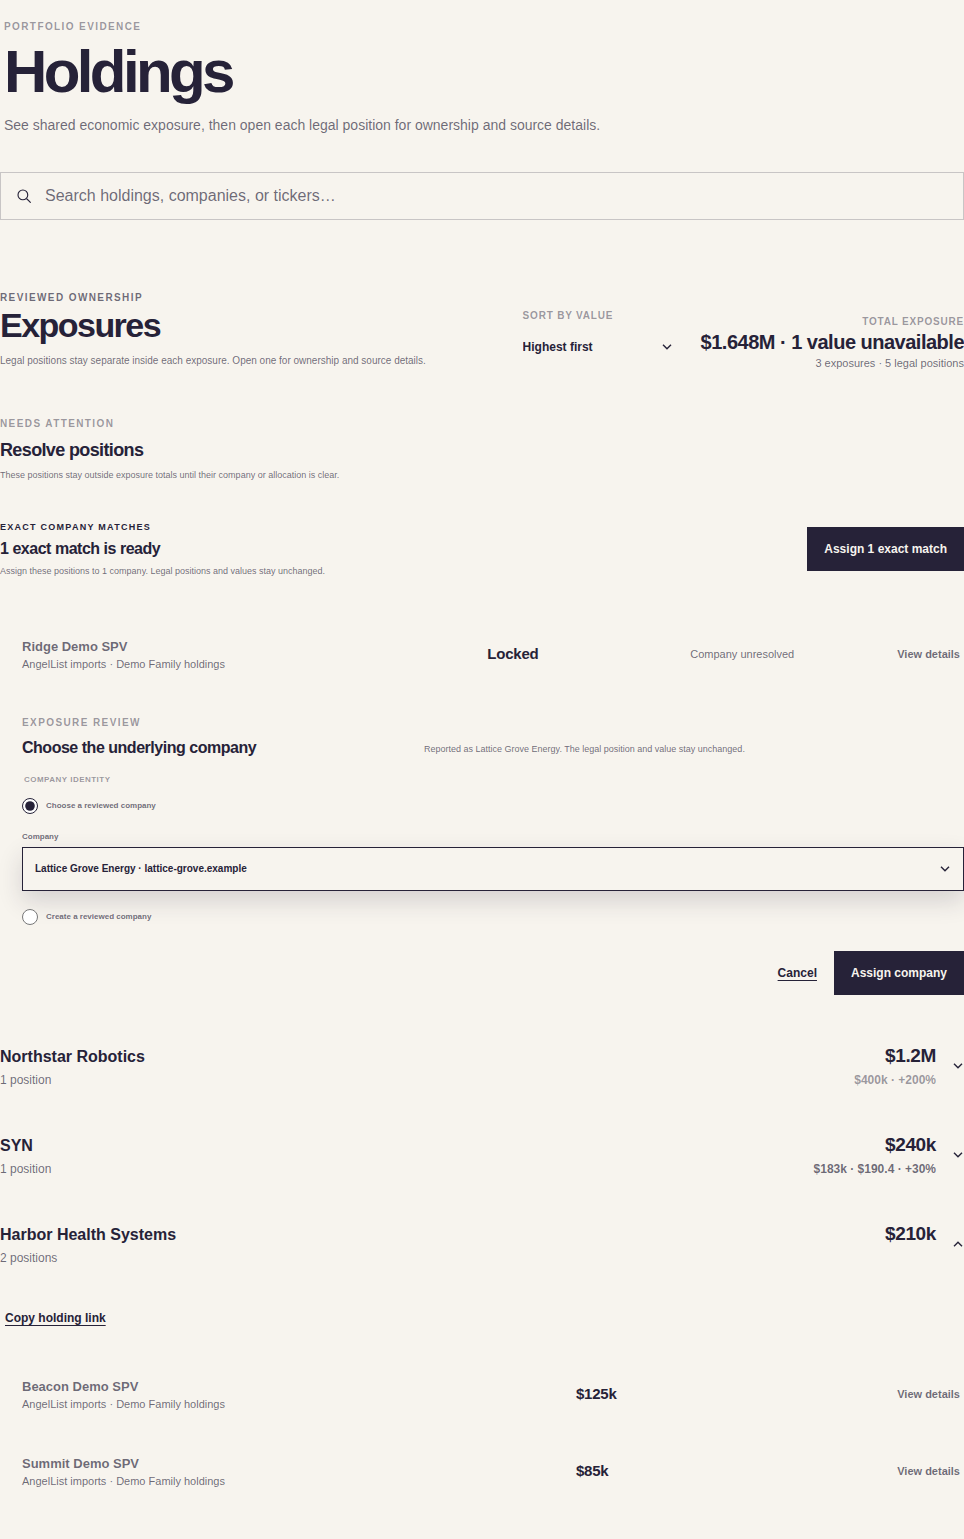 PORTFOLIO EVIDENCE
Holdings
See shared economic exposure, then open each legal position for ownership and source details.
Search holdings, companies, or tickers…
REVIEWED OWNERSHIP
Exposures
Legal positions stay separate inside each exposure. Open one for ownership and source details.
SORT BY VALUE
Highest first
TOTAL EXPOSURE
$1.648M · 1 value unavailable
3 exposures · 5 legal positions
NEEDS ATTENTION
Resolve positions
These positions stay outside exposure totals until their company or allocation is clear.
EXACT COMPANY MATCHES
1 exact match is ready
Assign these positions to 1 company. Legal positions and values stay unchanged.
Assign 1 exact match
Ridge Demo SPV
AngelList imports · Demo Family holdings
Locked
Company unresolved
View details
EXPOSURE REVIEW
Choose the underlying company
Reported as Lattice Grove Energy. The legal position and value stay unchanged.
COMPANY IDENTITY
Choose a reviewed company
Company
Lattice Grove Energy · lattice-grove.example
Create a reviewed company
Cancel
Assign company
Northstar Robotics
1 position
$1.2M
$400k · +200%
SYN
1 position
$240k
$183k · $190.4 · +30%
Harbor Health Systems
2 positions
$210k
Copy holding link
Beacon Demo SPV
AngelList imports · Demo Family holdings
$125k
View details
Summit Demo SPV
AngelList imports · Demo Family holdings
$85k
View details